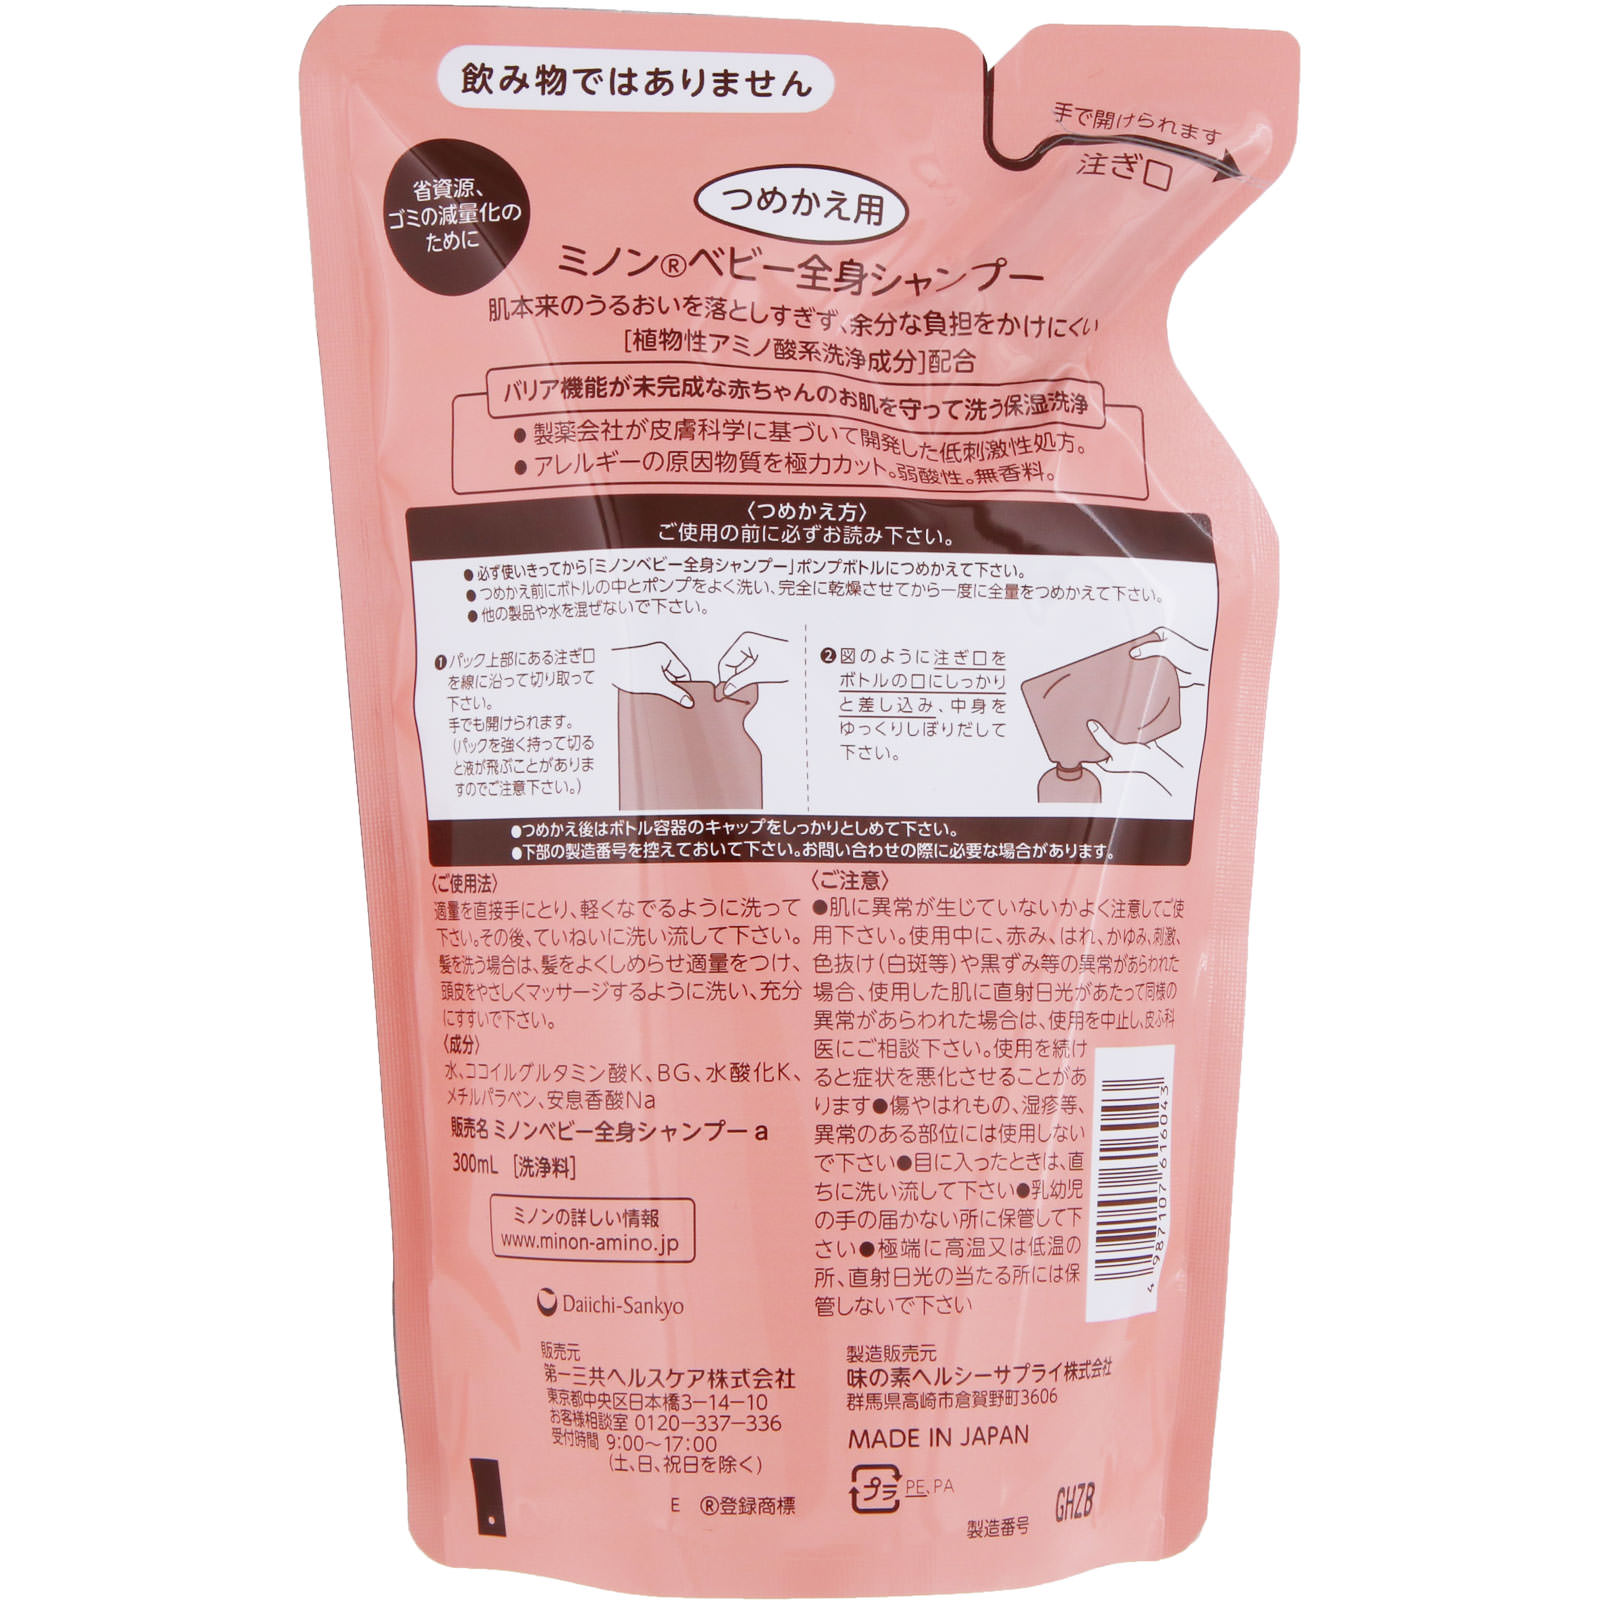 飲み物ではありません
手で開けられます
注ぎ口
省資源、
ゴミの減量化の
ために
つめかえ用
ミノン®ベビー全身シャンプー
肌本来のうるおいを落としすぎず、余分な負担をかけにくい
[植物性アミノ酸系洗浄成分]配合
バリア機能が未完成な赤ちゃんのお肌を守って洗う保湿洗浄
●製薬会社が皮膚科学に基づいて開発した低刺激性処方。
●アレルギーの原因物質を極力カット。弱酸性。無香料。
〈つめかえ方〉
ご使用の前に必ずお読み下さい。
●必ず使いきってから「ミノンベビー全身シャンプー」ポンプボトルにつめかえて下さい。
●つめかえ前にボトルの中とポンプをよく洗い、完全に乾燥させてから一度に全量をつめかえて下さい。
●他の製品や水を混ぜないで下さい。
❶パック上部にある注ぎ口
を線に沿って切り取って
下さい。
手でも開けられます。
(パックを強く持って切る
と液が飛ぶことがありま
すのでご注意下さい。)
❷図のように注ぎ口を
ボトルの口にしっかり
と差し込み、中身を
ゆっくりしぼりだして
下さい。
●つめかえ後はボトル容器のキャップをしっかりとしめて下さい。
●下部の製造番号を控えておいて下さい。お問い合わせの際に必要な場合があります。
〈ご使用法〉
適量を直接手にとり、軽くなでるように洗って
下さい。その後、ていねいに洗い流して下さい。
髪を洗う場合は、髪をよくしめらせ適量をつけ、
頭皮をやさしくマッサージするように洗い、充分
にすすいで下さい。
〈成分〉
水、ココイルグルタミン酸K、BG、水酸化K、
メチルパラベン、安息香酸Na
販売名 ミノンベビー全身シャンプーa
300mL [洗浄料]
ミノンの詳しい情報
www.minon-amino.jp
Daiichi-Sankyo
販売元
第一三共ヘルスケア株式会社
東京都中央区日本橋3-14-10
お客様相談室 0120-337-336
受付時間 9:00~17:00
(土、日、祝日を除く)
E ®登録商標
〈ご注意〉
●肌に異常が生じていないかよく注意してご使
用下さい。使用中に、赤み、はれ、かゆみ、刺激、
色抜け(白斑等)や黒ずみ等の異常があらわれた
場合、使用した肌に直射日光があたって同様の
異常があらわれた場合は、使用を中止し、皮ふ科
医にご相談下さい。使用を続け
ると症状を悪化させることがあ
ります●傷やはれもの、湿疹等、
異常のある部位には使用しない
で下さい●目に入ったときは、直
ちに洗い流して下さい●乳幼児
の手の届かない所に保管して下
さい●極端に高温又は低温の
所、直射日光の当たる所には保
管しないで下さい
4 987107 616043
製造販売元
味の素ヘルシーサプライ株式会社
群馬県高崎市倉賀野町3606
MADE IN JAPAN
プラ PE、PA
製造番号 GHZB